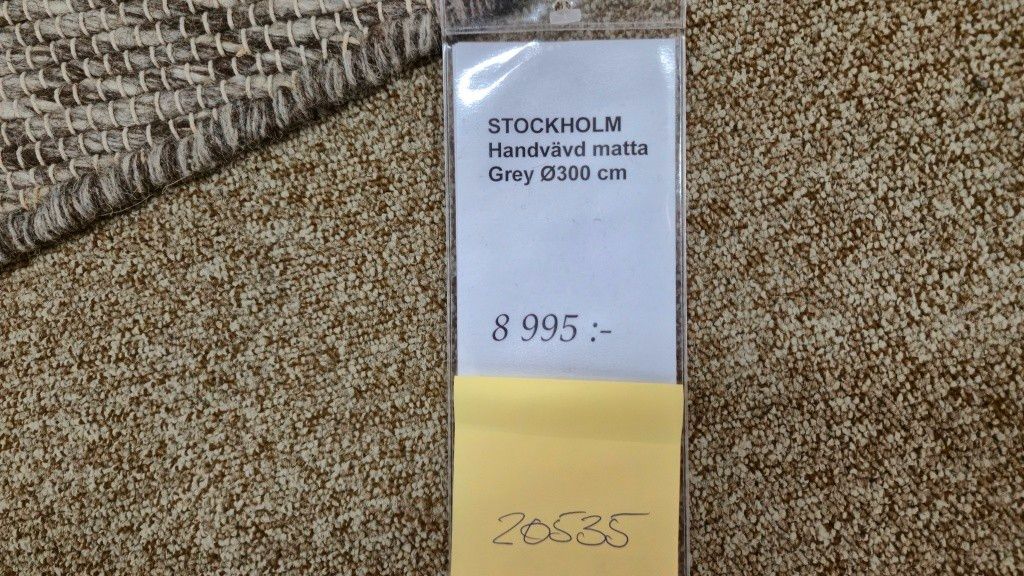 STOCKHOLM
Handvävd matta
Grey Ø300 cm
8 995 :-
20535